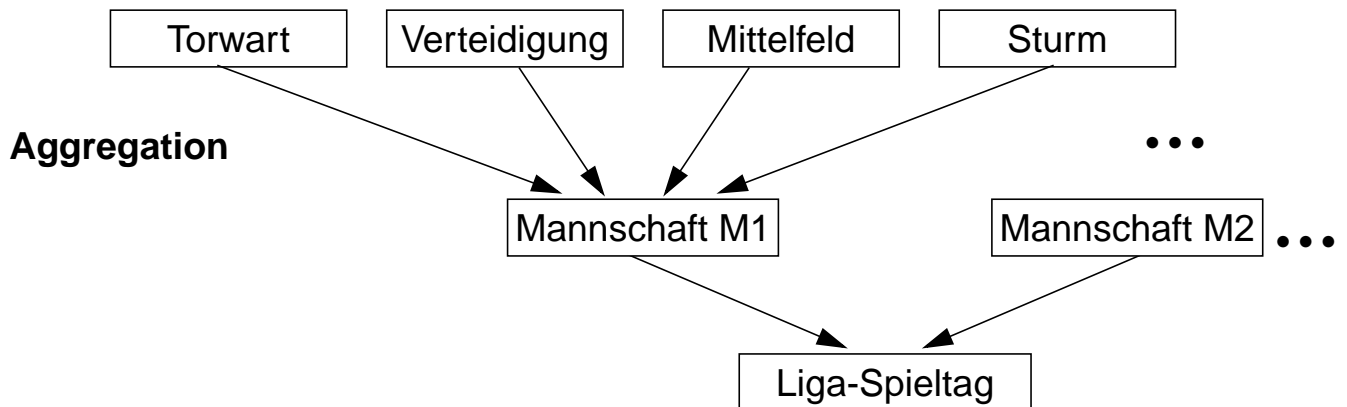 Torwart Verteidigung Mittelfeld Sturm
Aggregation
...
Mannschaft M1 Mannschaft M2 ...
Liga-Spieltag